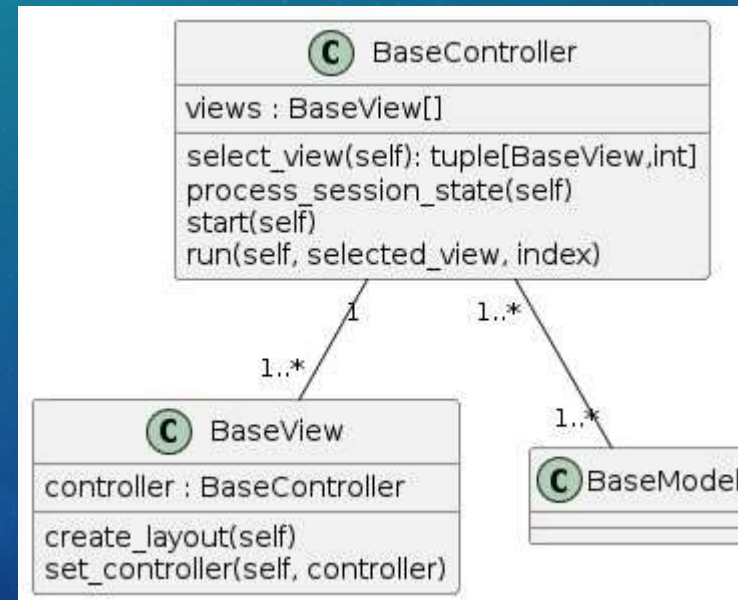 C BaseController
views : BaseView[]
select_view(self): tuple[BaseView,int]
process_session_state(self)
start(self)
run(self, selected_view, index)
1
1..*
1..*
1..*
C BaseView
controller : BaseController
create_layout(self)
set_controller(self, controller)
C BaseModel